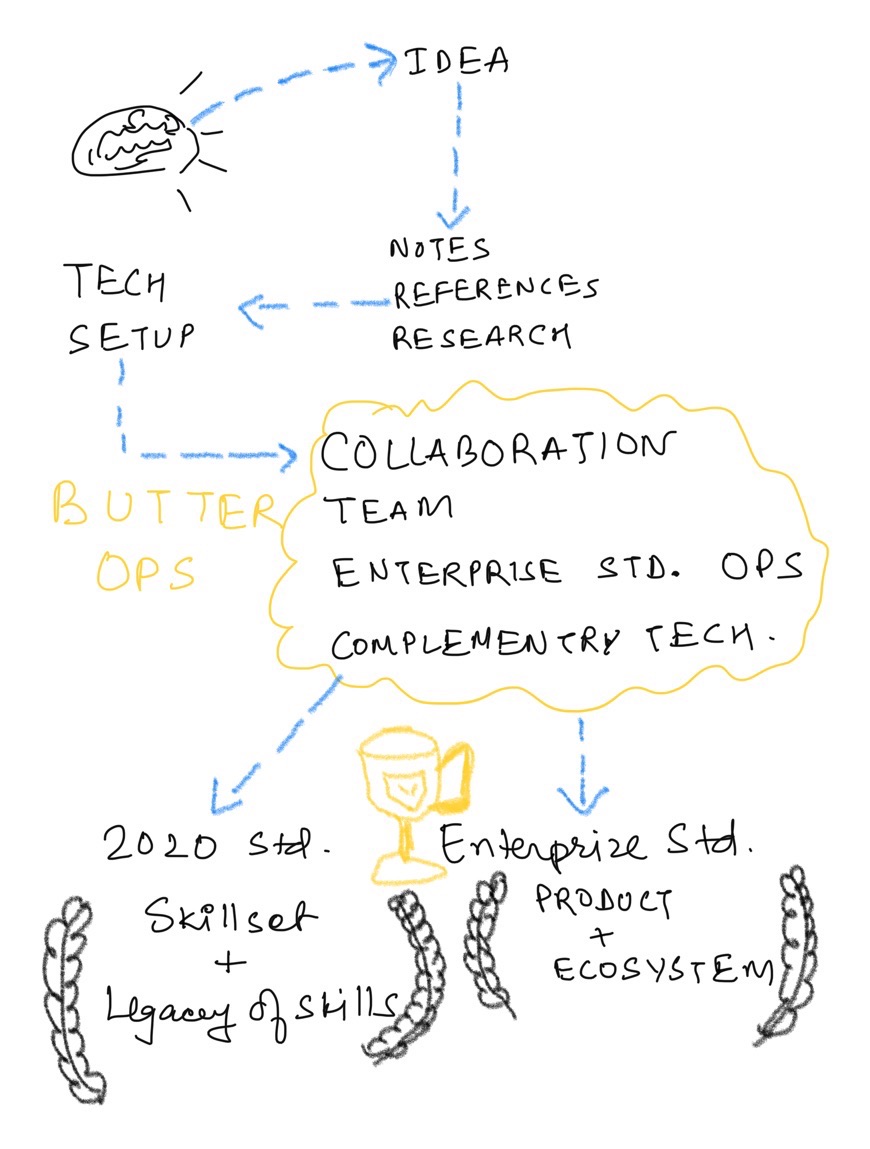 IDEA
NOTES
REFERENCES
RESEARCH
TECH
SETUP
COLLABORATION
TEAM
ENTERPRISE STD. OPS
COMPLEMENTRY TECH.
BUTTER
OPS
2020 Std.
Skillset
+
Legacey of skills
Enterprize Std.
PRODUCT
+
ECOSYSTEM